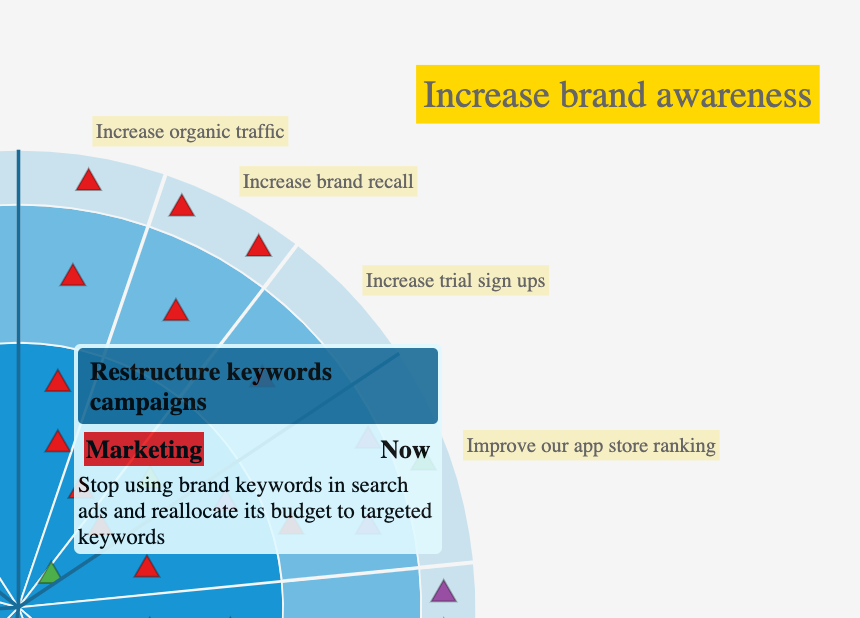 Increase brand awareness
Increase organic traffic
Increase brand recall
Increase trial sign ups
Restructure keywords
campaigns
Marketing Now
Improve our app store ranking
Stop using brand keywords in search
ads and reallocate its budget to targeted
keywords